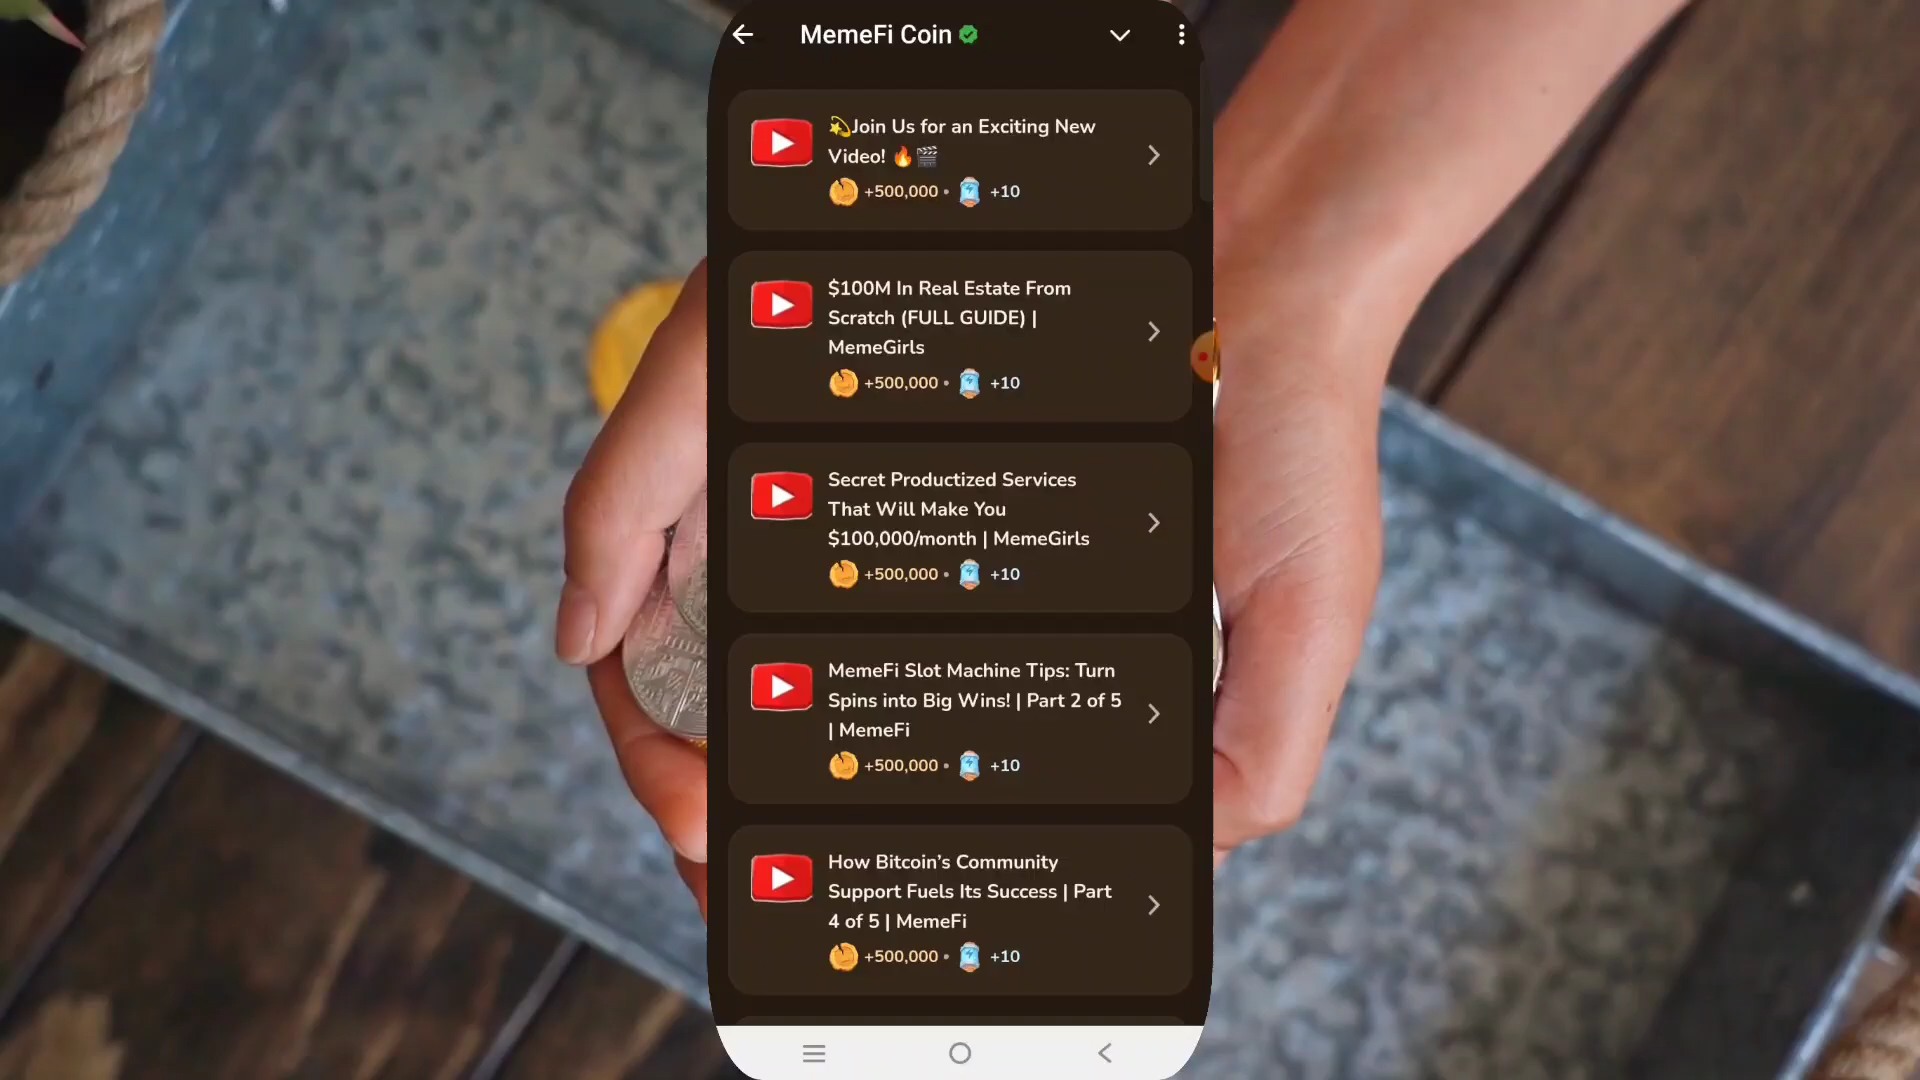 MemeFi Coin
💫Join Us for an Exciting New
Video! 🔥🎬
+500,000 • +10
$100M In Real Estate From
Scratch (FULL GUIDE) |
MemeGirls
+500,000 • +10
Secret Productized Services
That Will Make You
$100,000/month | MemeGirls
+500,000 • +10
MemeFi Slot Machine Tips: Turn
Spins into Big Wins! | Part 2 of 5
| MemeFi
+500,000 • +10
How Bitcoin’s Community
Support Fuels Its Success | Part
4 of 5 | MemeFi
+500,000 • +10